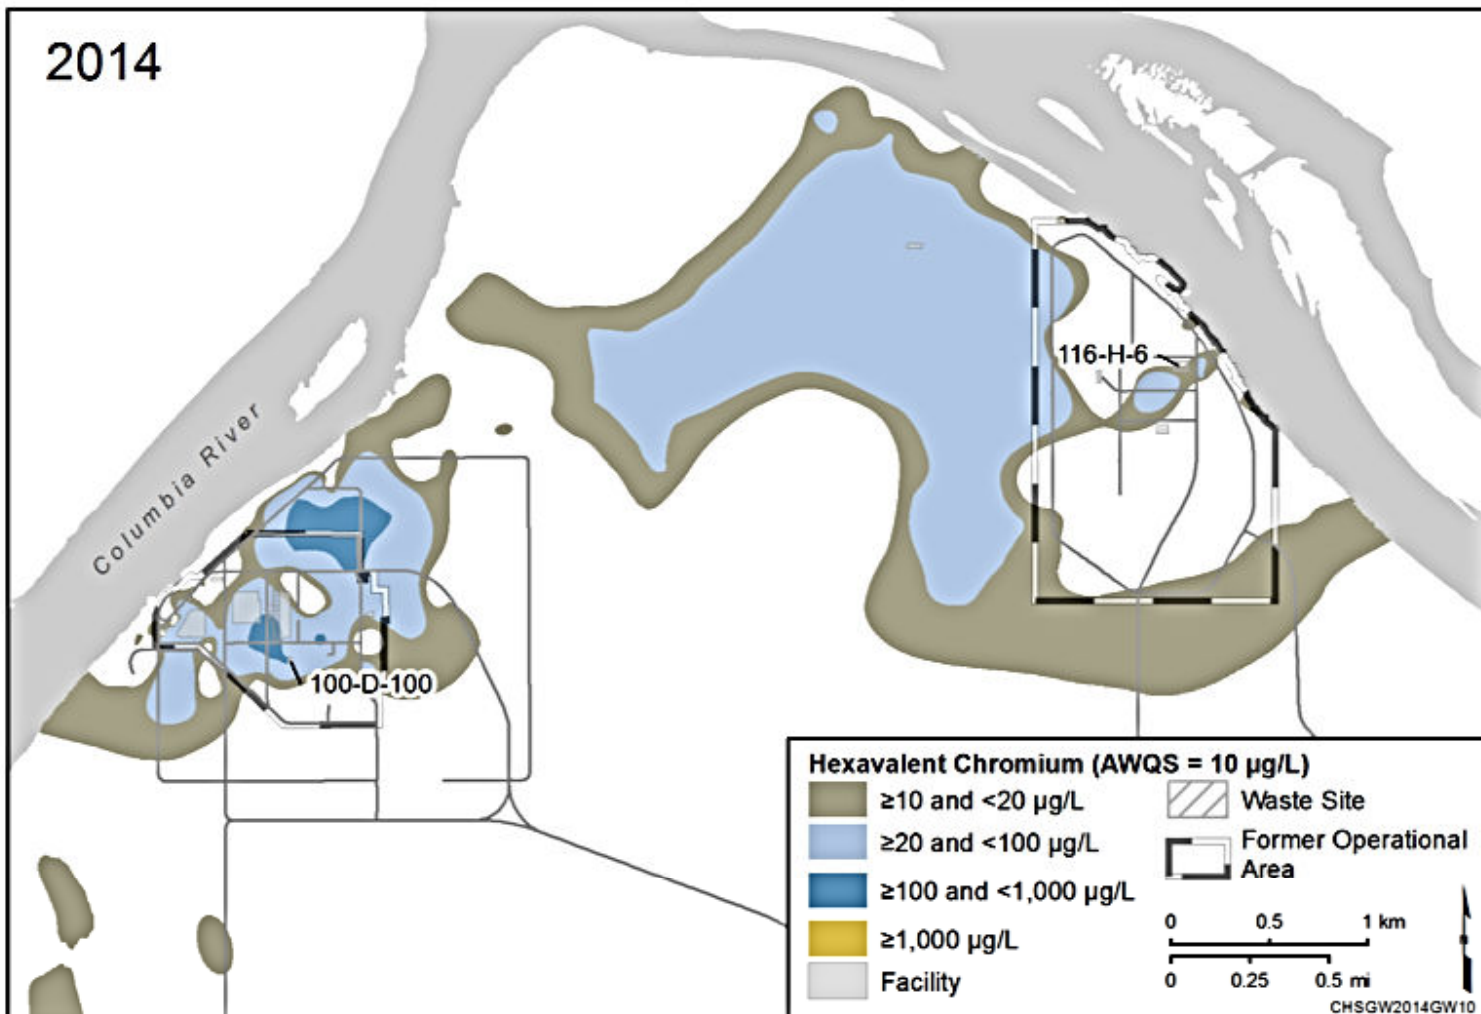 2014
116-H-6
Columbia River
100-D-100
Hexavalent Chromium (AWQS = 10 µg/L)
≥10 and <20 µg/L
≥20 and <100 µg/L
≥100 and <1,000 µg/L
≥1,000 µg/L
Facility
Waste Site
Former Operational
Area
0 0.5 1 km
0 0.25 0.5 mi
CHSGW2014GW10